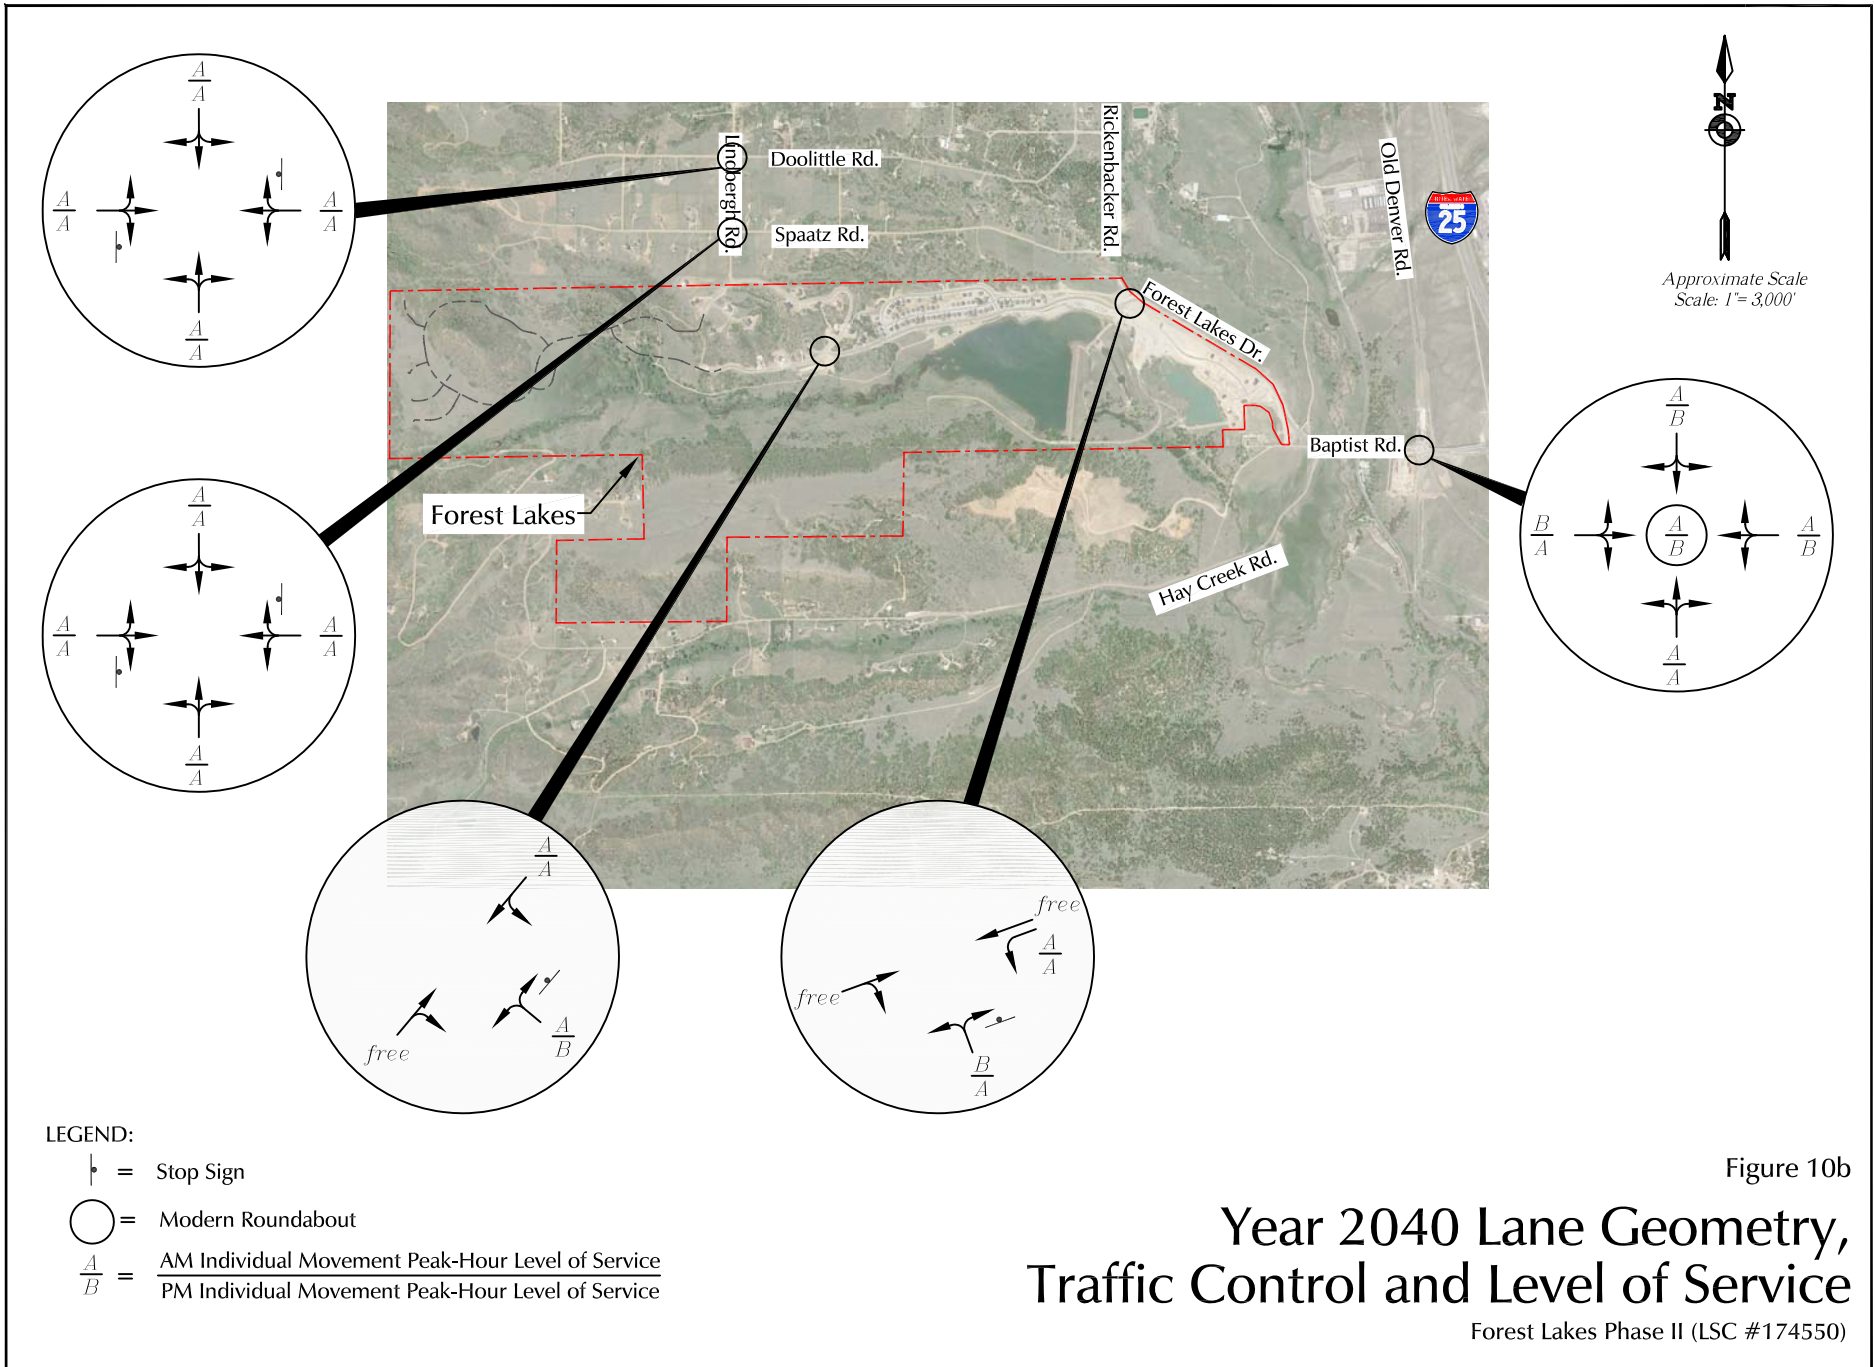 A
A
A
A
A
A
A
A
Lindbergh Rd.
Doolittle Rd.
Spaatz Rd.
Rickenbacker Rd.
Old Denver Rd.
INTERSTATE
25
N
Approximate Scale
Scale: 1"= 3,000'
Forest Lakes Dr.
Baptist Rd.
Forest Lakes
Hay Creek Rd.
A
A
A
A
A
A
A
A
A
B
B
A
A
B
A
B
A
A
A
A
free
A
B
free
A
A
free
B
A
LEGEND:
= Stop Sign
= Modern Roundabout
A
B
= AM Individual Movement Peak-Hour Level of Service
PM Individual Movement Peak-Hour Level of Service
Figure 10b
Year 2040 Lane Geometry,
Traffic Control and Level of Service
Forest Lakes Phase II (LSC #174550)